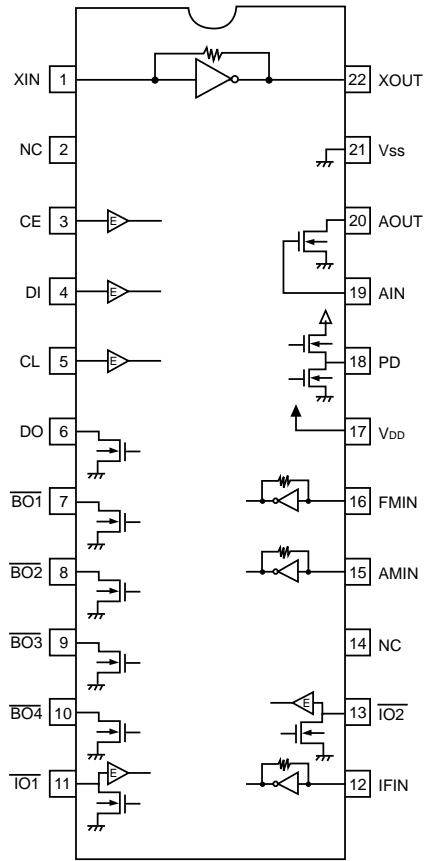 XIN 1
22 XOUT
NC 2
21 Vss
CE 3 E
20 AOUT
DI 4 E
19 AIN
CL 5 E
18 PD
DO 6
17 VDD
BO1 7
16 FMIN
BO2 8
15 AMIN
BO3 9
14 NC
BO4 10
E 13 IO2
IO1 11 E
12 IFIN